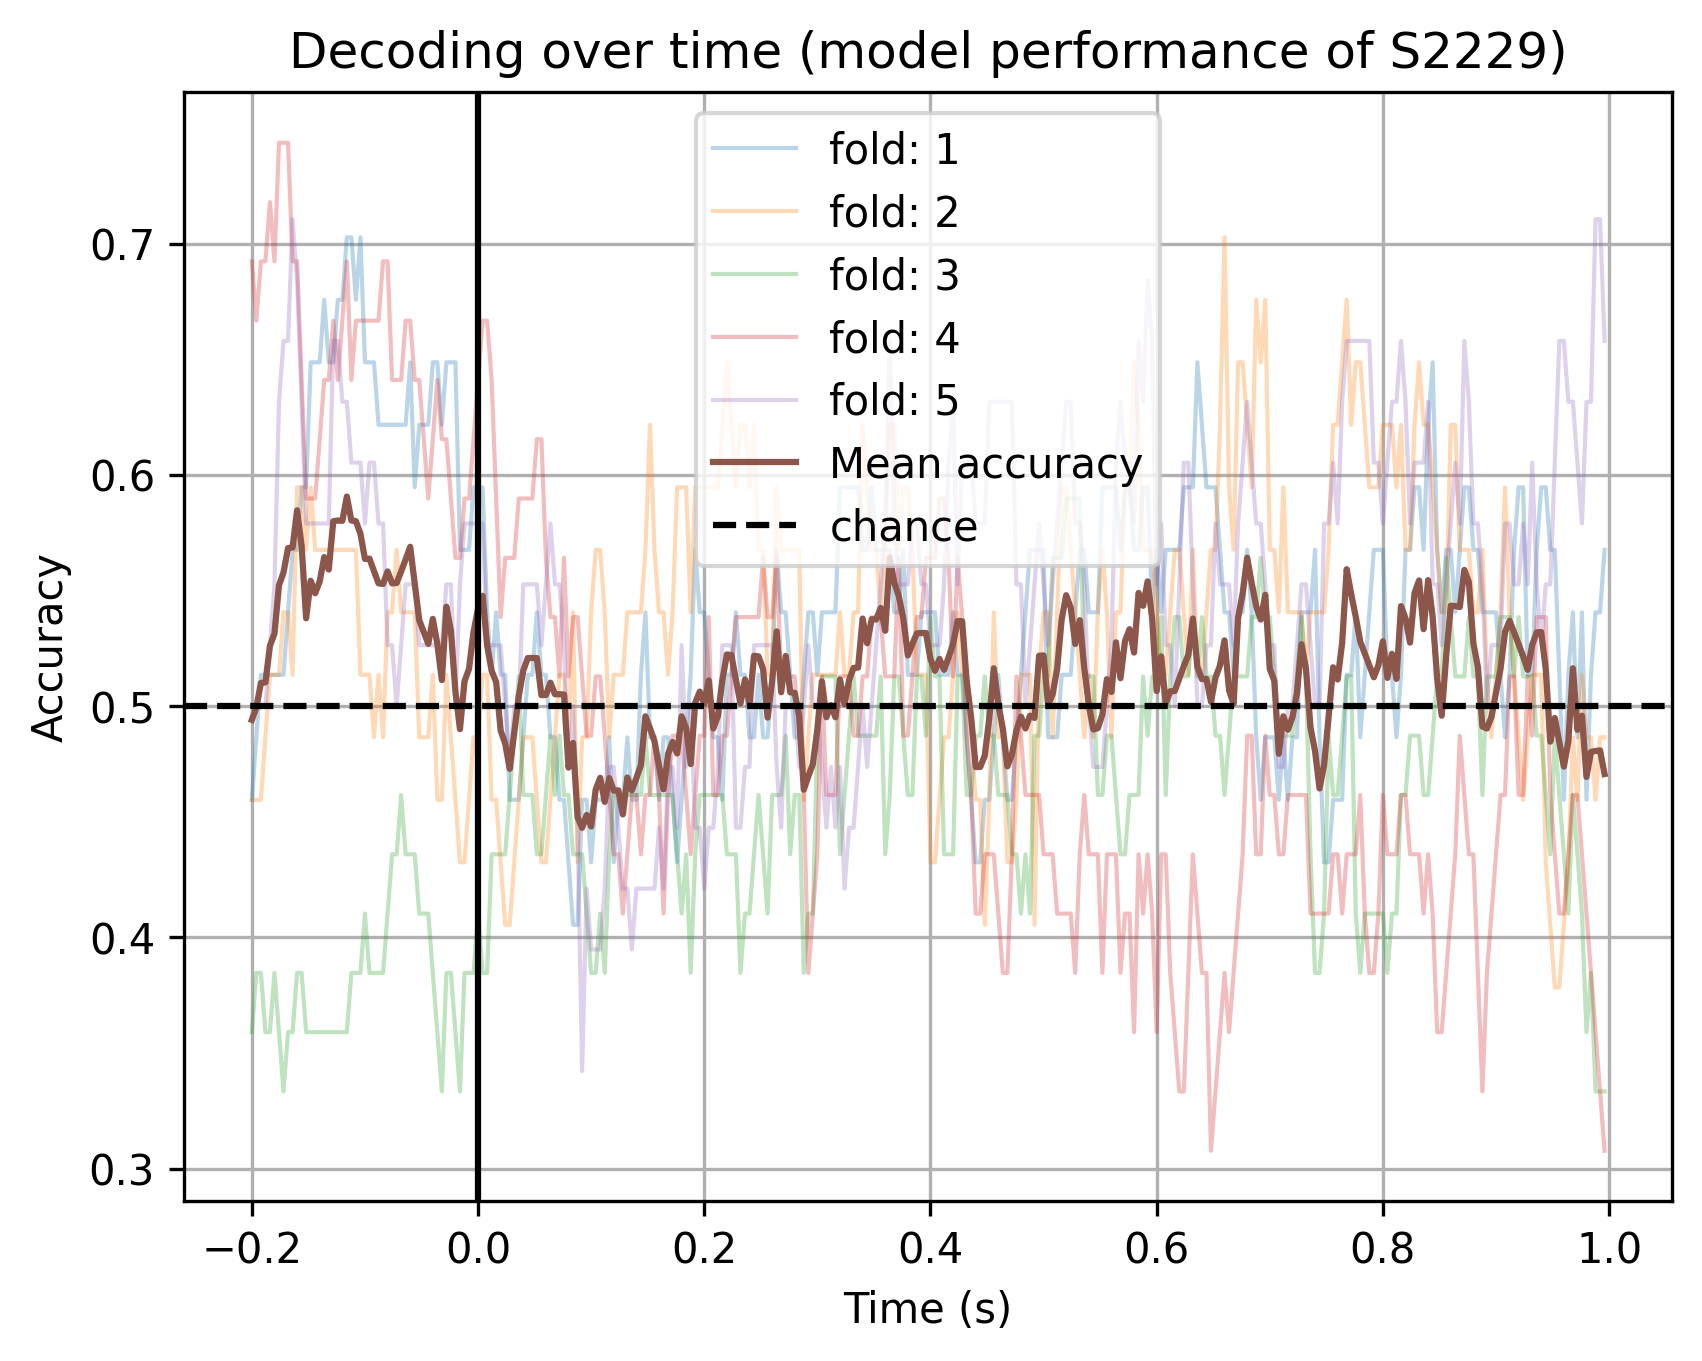 Decoding over time (model performance of S2229)
fold: 1
fold: 2
fold: 3
fold: 4
fold: 5
Mean accuracy
chance
Accuracy
0.7
0.6
0.5
0.4
0.3
−0.2 0.0 0.2 0.4 0.6 0.8 1.0
Time (s)